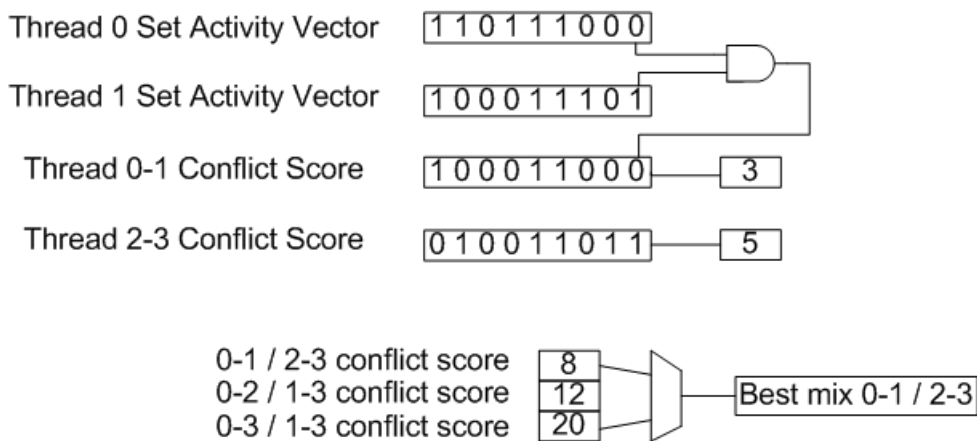 Thread 0 Set Activity Vector 1 1 0 1 1 1 0 0 0
Thread 1 Set Activity Vector 1 0 0 0 1 1 1 0 1
Thread 0-1 Conflict Score 1 0 0 0 1 1 0 0 0 3
Thread 2-3 Conflict Score 0 1 0 0 1 1 0 1 1 5
0-1 / 2-3 conflict score 8
0-2 / 1-3 conflict score 12 Best mix 0-1 / 2-3
0-3 / 1-3 conflict score 20